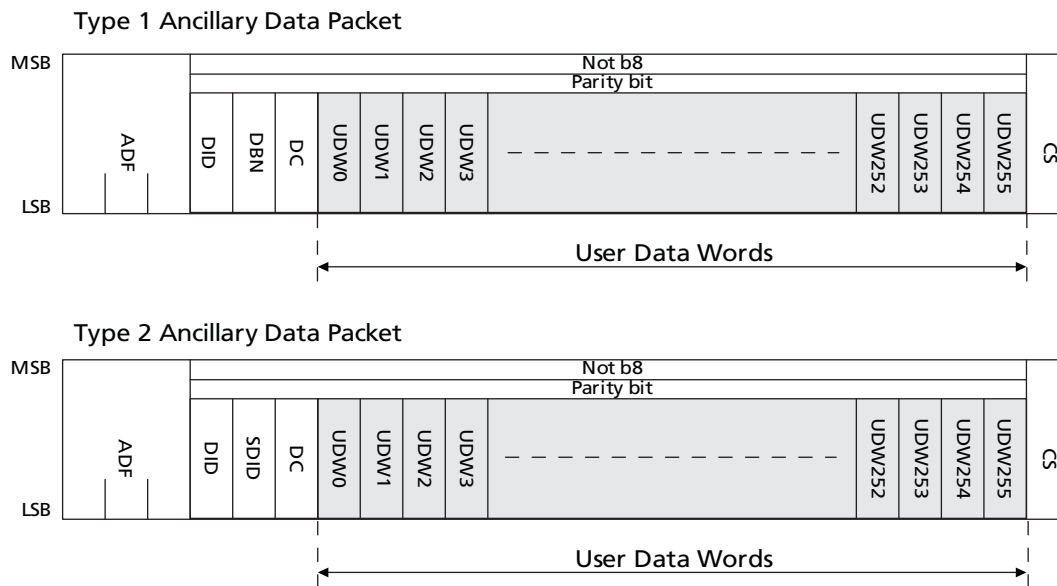 Type 1 Ancillary Data Packet
MSB
Not b8
Parity bit
ADF
DID
DBN
DC
UDW0
UDW1
UDW2
UDW3
UDW252
UDW253
UDW254
UDW255
CS
LSB
User Data Words
Type 2 Ancillary Data Packet
MSB
Not b8
Parity bit
ADF
DID
SDID
DC
UDW0
UDW1
UDW2
UDW3
UDW252
UDW253
UDW254
UDW255
CS
LSB
User Data Words